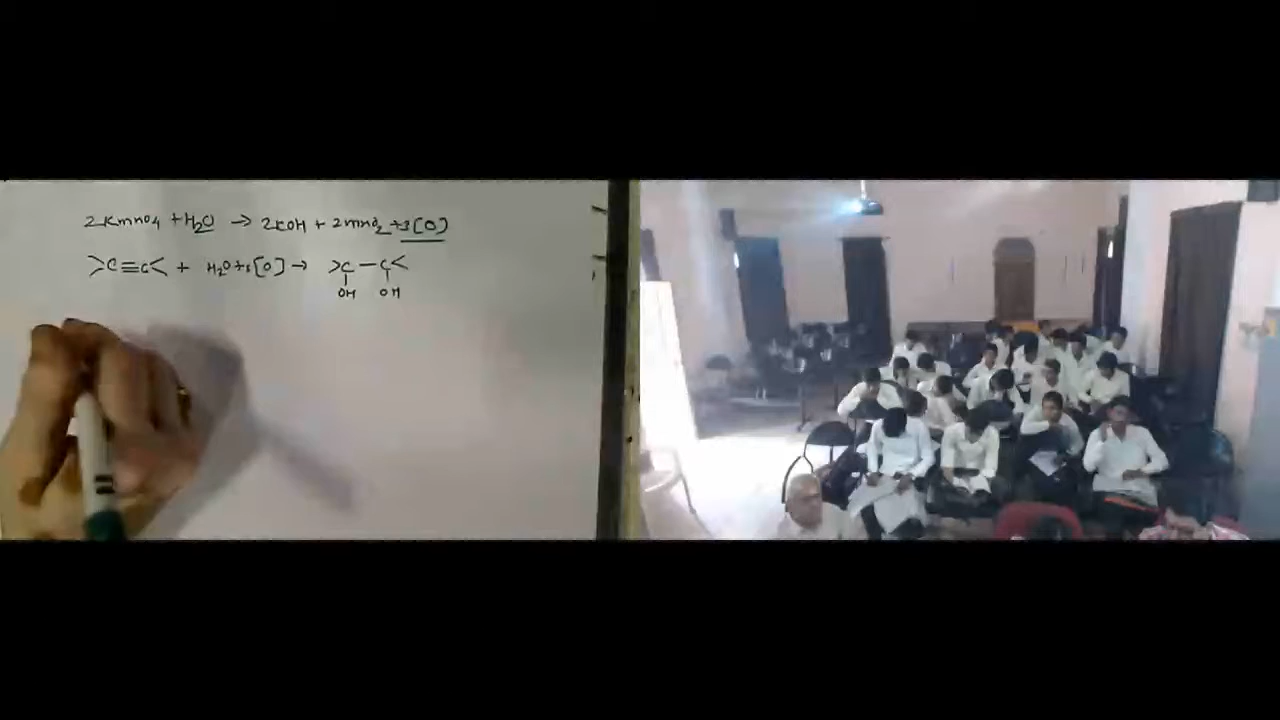 2Kmno4 + H2O → 2KOH + 2mno2 + 3[O]
>C≡C< + H2O + [O] → >C – C<
OH OH